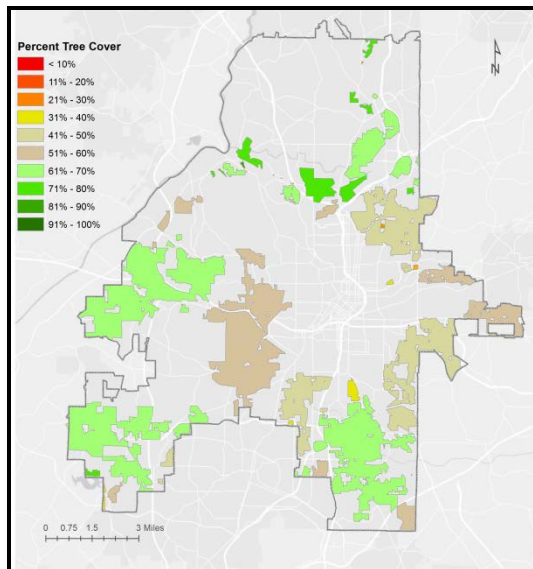 Percent Tree Cover
< 10%
11% - 20%
21% - 30%
31% - 40%
41% - 50%
51% - 60%
61% - 70%
71% - 80%
81% - 90%
91% - 100%
N
0 0.75 1.5 3 Miles